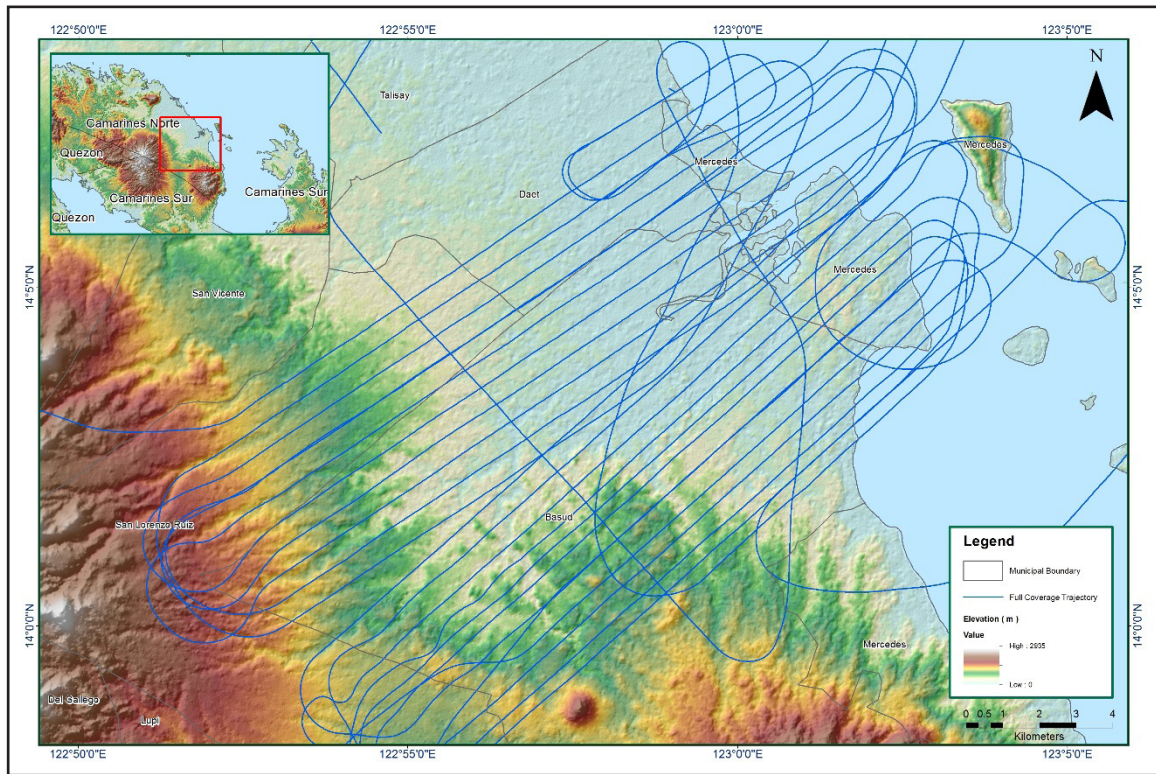 122°50'0"E
122°55'0"E
123°0'0"E
123°5'0"E
N
Talisay
Camarines Norte
Quezon
Camarines Sur
Camarines Sur
Quezon
Mercedes
Mercedes
Daet
Mercedes
San Vicente
14°5'0"N
14°5'0"N
San Lorenzo Ruiz
Basud
Legend
Municipal Boundary
Full Coverage Trajectory
Elevation ( m )
Value
High : 2935
Low : 0
14°0'0"N
14°0'0"N
Mercedes
Del Gallego
Lupi
0 0.5 1 2 3 4
Kilometers
122°50'0"E
122°55'0"E
123°0'0"E
123°5'0"E